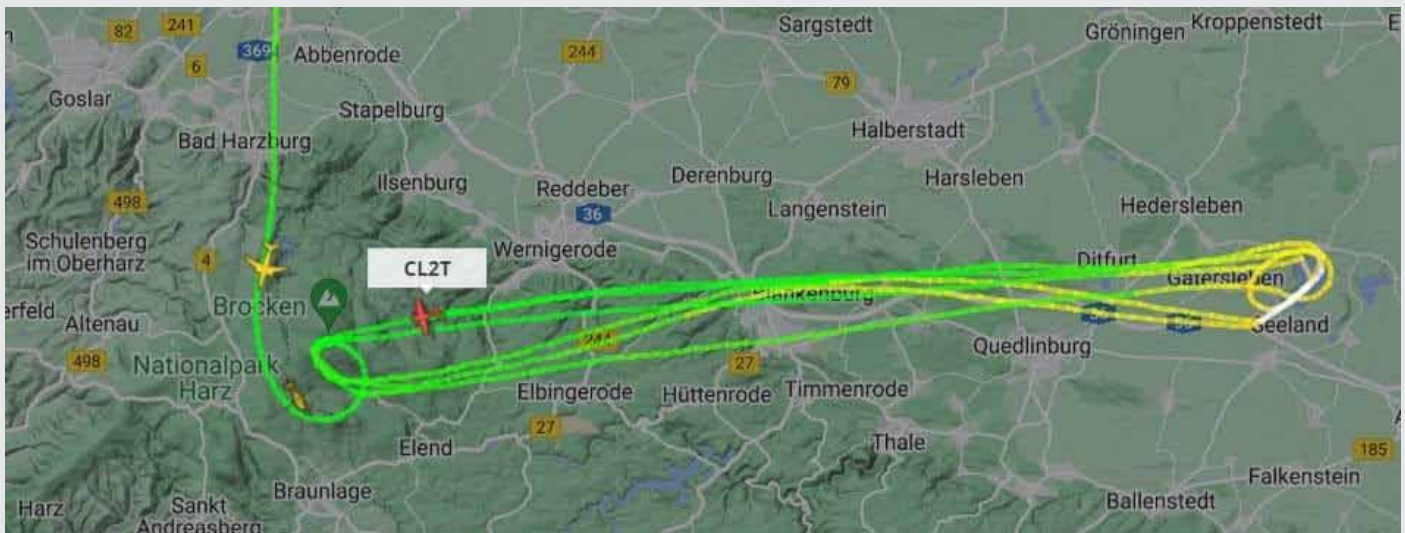 82
241
369
6
Abbenrode
Goslar
Stapelburg
Bad Harzburg
Ilsenburg
498
Schulenberg
im Oberharz
4
Altenau
498
Brocken
Nationalpark
Harz
CL2T
Reddeber
36
Wernigerode
Derenburg
244
Sargstedt
79
Halberstadt
Langenstein
Harsleben
Gröningen
Kroppenstedt
Hedersleben
Ditfurt
Gatersleben
Seeland
Blankenburg
244
27
Quedlinburg
Elbingerode
Hüttenrode
Timmenrode
27
Elend
Thale
Braunlage
Harz
Sankt
Andreasberg
185
Falkenstein
Ballenstedt